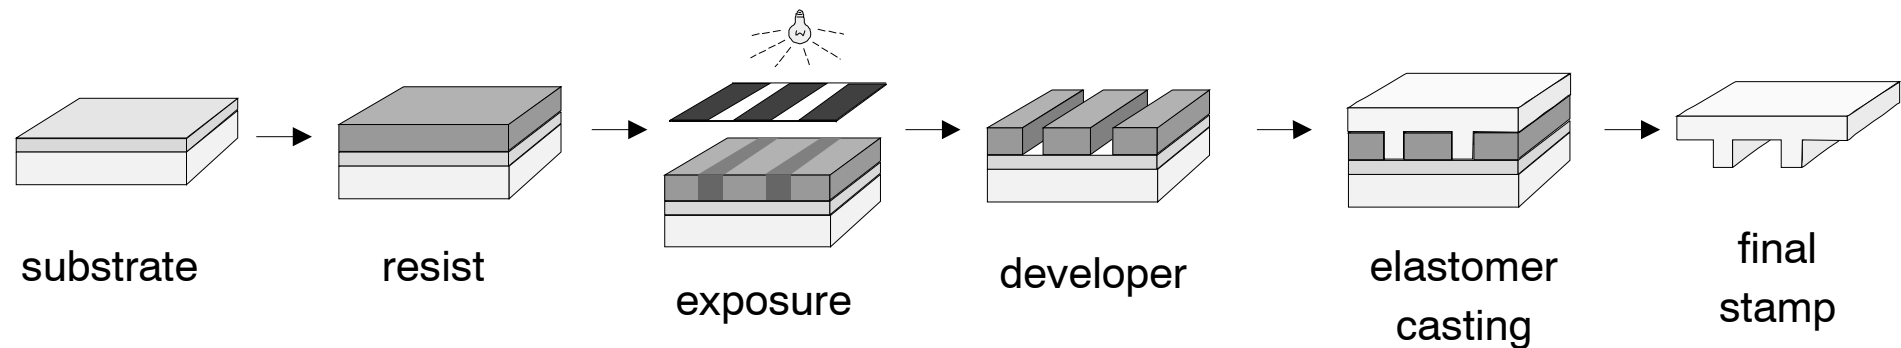 substrate
resist
exposure
developer
elastomer
casting
final
stamp